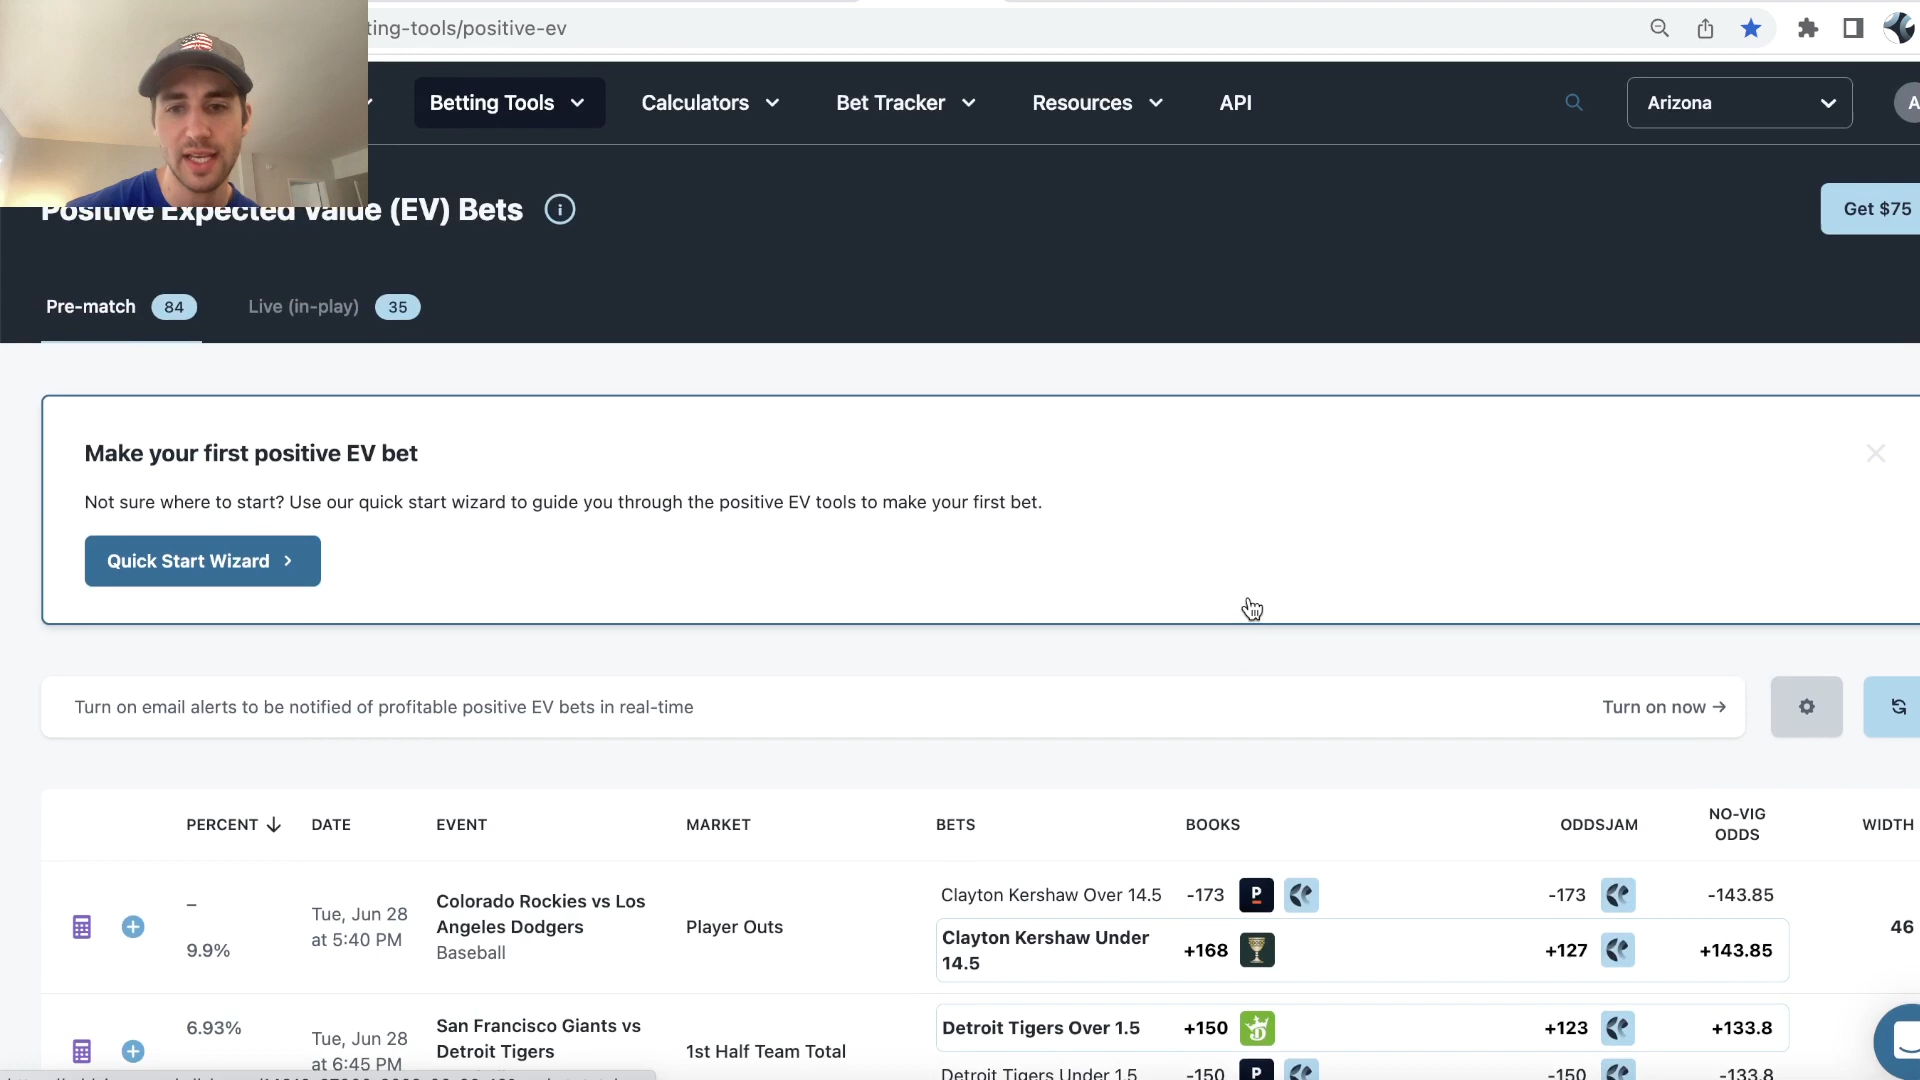 ting-tools/positive-ev
Betting Tools
Calculators
Bet Tracker
Resources
API
Arizona
A
Positive Expected Value (EV) Bets
Get $75
Pre-match 84
Live (in-play) 35
Make your first positive EV bet
Not sure where to start? Use our quick start wizard to guide you through the positive EV tools to make your first bet.
Quick Start Wizard
Turn on email alerts to be notified of profitable positive EV bets in real-time
Turn on now →
PERCENT ↓ DATE EVENT MARKET BETS BOOKS ODDSJAM NO-VIG ODDS WIDTH
–
9.9%
Tue, Jun 28
at 5:40 PM
Colorado Rockies vs Los
Angeles Dodgers
Baseball
Player Outs
Clayton Kershaw Over 14.5 -173 P -173 -143.85
Clayton Kershaw Under
14.5
+168 +127 +143.85
46
6.93%
Tue, Jun 28
at 6:45 PM
San Francisco Giants vs
Detroit Tigers
1st Half Team Total
Detroit Tigers Over 1.5 +150 +123 +133.8
Detroit Tigers Under 1.5 -150 P -150 -133.8